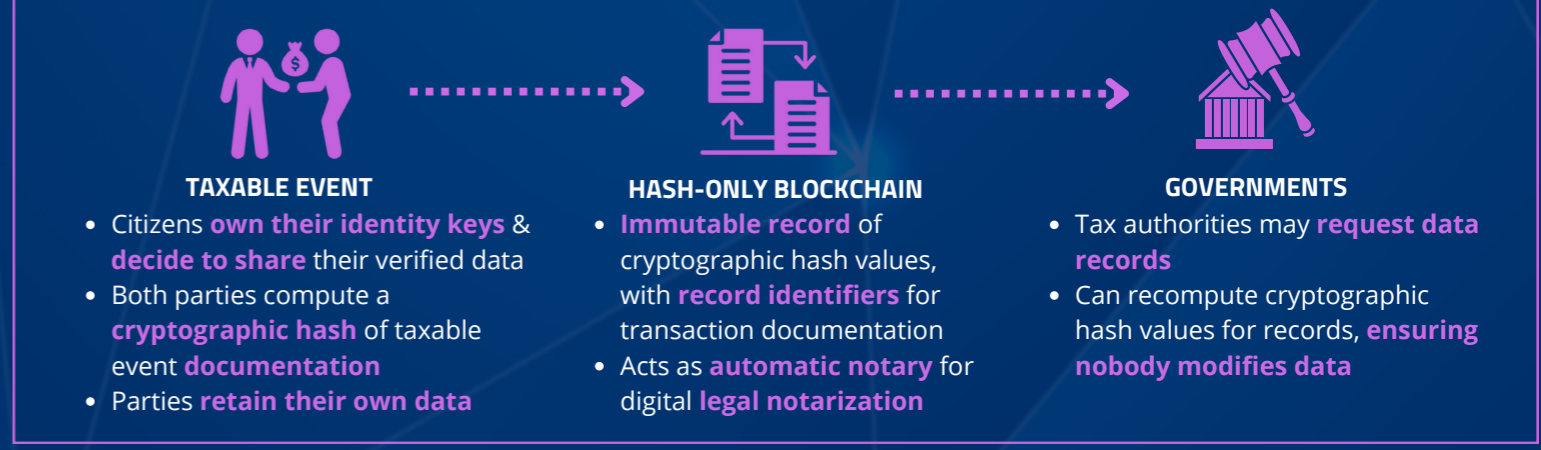 $
TAXABLE EVENT
• Citizens own their identity keys &
decide to share their verified data
• Both parties compute a
cryptographic hash of taxable
event documentation
• Parties retain their own data
HASH-ONLY BLOCKCHAIN
• Immutable record of
cryptographic hash values,
with record identifiers for
transaction documentation
• Acts as automatic notary for
digital legal notarization
GOVERNMENTS
• Tax authorities may request data
records
• Can recompute cryptographic
hash values for records, ensuring
nobody modifies data